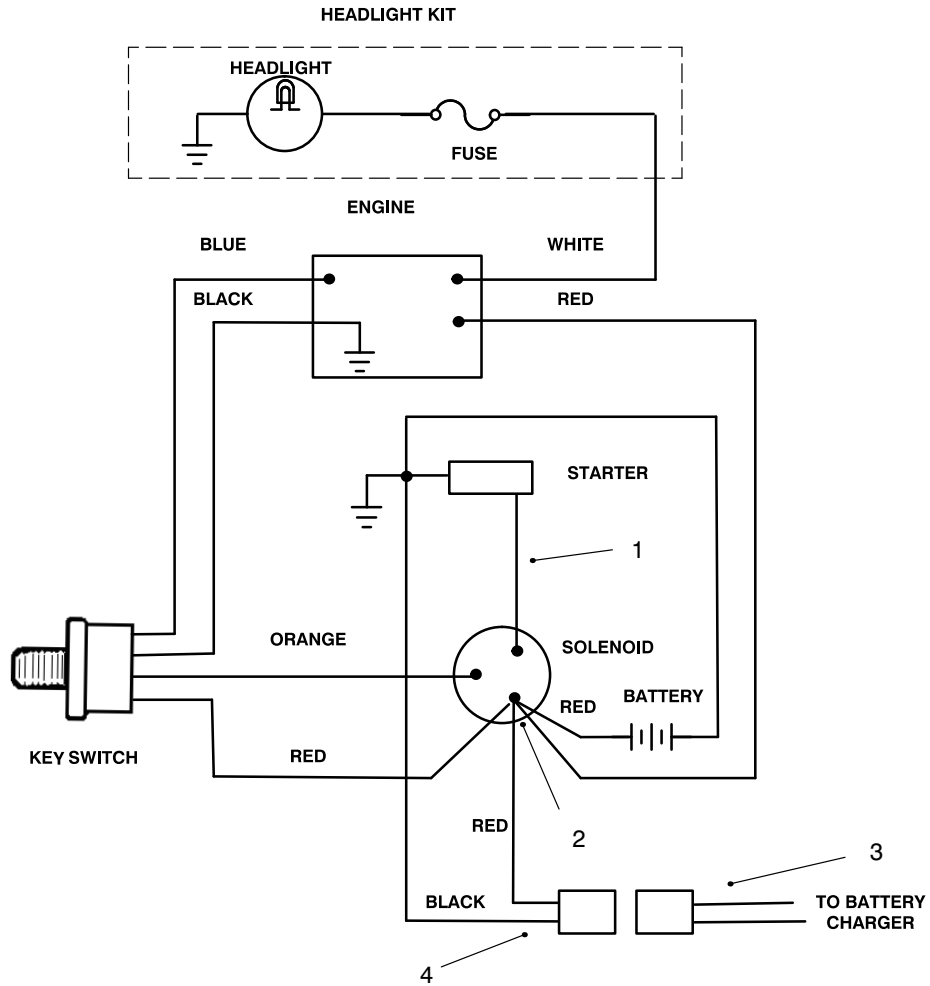 HEADLIGHT KIT
HEADLIGHT
FUSE
ENGINE
BLUE
WHITE
BLACK
RED
STARTER
1
ORANGE
SOLENOID
RED
BATTERY
KEY SWITCH
RED
RED
2
3
BLACK
TO BATTERY
CHARGER
4